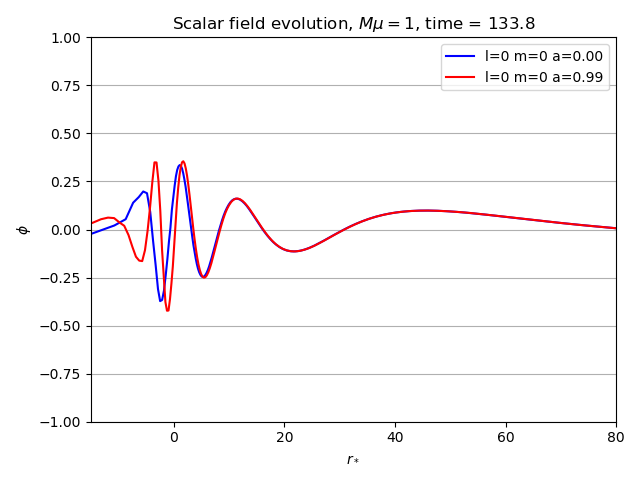 Scalar field evolution, Mμ = 1, time = 133.8
1.00
0.75
0.50
0.25
0.00
−0.25
−0.50
−0.75
−1.00
ϕ
l=0 m=0 a=0.00
l=0 m=0 a=0.99
0 20 40 60 80
r*